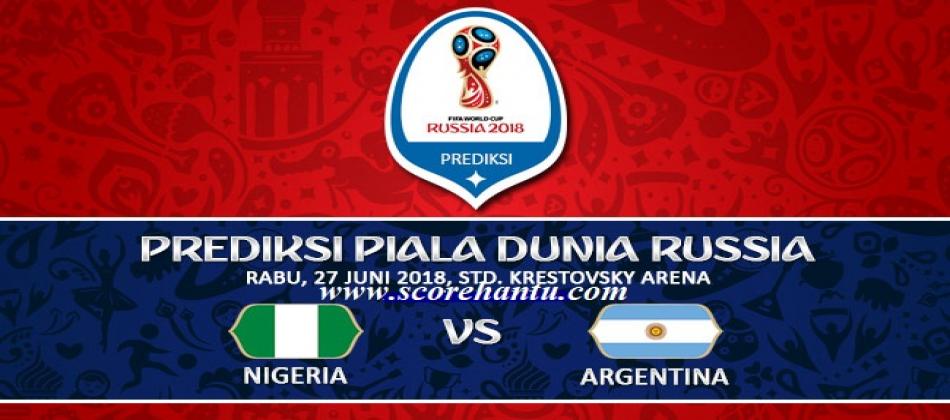 FIFA WORLD CUP
RUSSIA 2018
PREDIKSI
PREDIKSI PIALA DUNIA RUSSIA
RABU, 27 JUNI 2018, STD. KRESTOVSKY ARENA
www.scorehantu.com
VS
NIGERIA
ARGENTINA